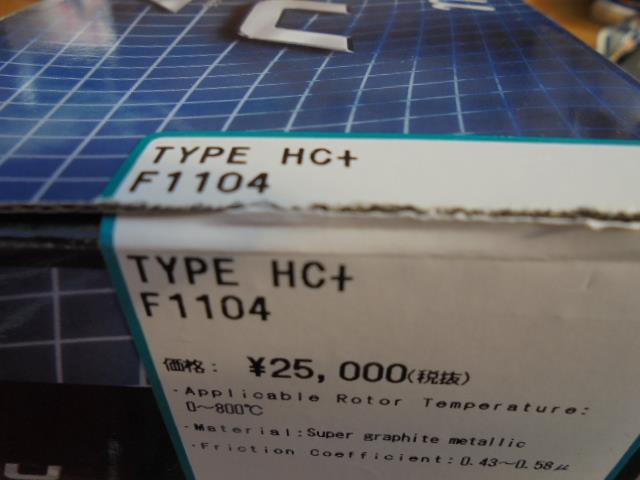 TYPE HC+
F1104
TYPE HC+
F1104
価格: ¥25,000(税抜)
·Applicable Rotor Temperature:
0～800℃
·Material:Super graphite metallic
·Friction Coefficient:0.43～0.58μ